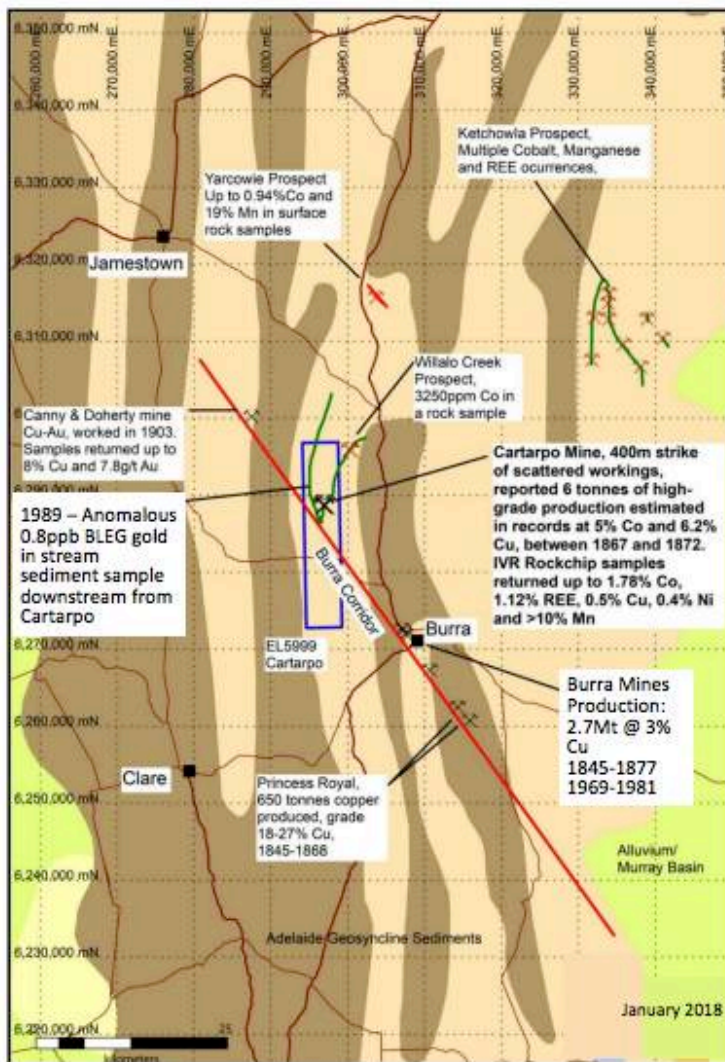 6,350,000 mN
260,000 mE
270,000 mE
280,000 mE
290,000 mE
300,000 mE
310,000 mE
320,000 mE
330,000 mE
340,000 mE
6,340,000 mN
Ketchowla Prospect,
Multiple Cobalt, Manganese
and REE ocurrences,
Yarcowie Prospect
Up to 0.94%Co and
19% Mn in surface
rock samples
6,330,000 mN
6,320,000 mN
Jamestown
6,310,000 mN
Willalo Creek
Prospect,
3250ppm Co in
a rock sample
Canny & Doherty mine
Cu-Au, worked in 1903.
Samples returned up to
8% Cu and 7.8g/t Au
Cartarpo Mine, 400m strike
of scattered workings,
reported 6 tonnes of high-
grade production estimated
in records at 5% Co and 6.2%
Cu, between 1867 and 1872.
IVR Rockchip samples
returned up to 1.78% Co,
1.12% REE, 0.5% Cu, 0.4% Ni
and >10% Mn
1989 – Anomalous
0.8ppb BLEG gold
in stream
sediment sample
downstream from
Cartarpo
Burra Corridor
EL5999
Cartarpo
Burra
6,270,000 mN
Burra Mines
Production:
2.7Mt @ 3%
Cu
1845-1877
1969-1981
6,260,000 mN
Clare
Princess Royal,
650 tonnes copper
produced, grade
18-27% Cu,
1845-1868
6,250,000 mN
Alluvium/
Murray Basin
6,240,000 mN
Adelaide Geosyncline Sediments
6,230,000 mN
January 2018
6,220,000 mN
25
kilometers